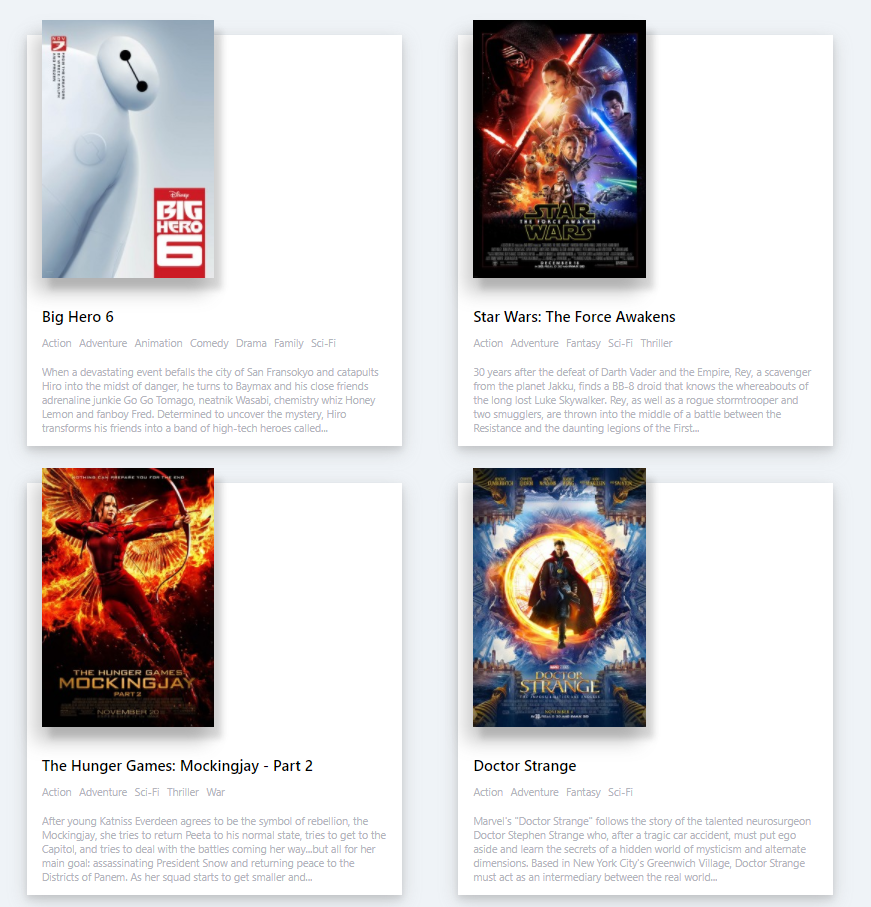 Disney
BIG
HERO
6
Big Hero 6
Action Adventure Animation Comedy Drama Family Sci-Fi
When a devastating event befalls the city of San Fransokyo and catapults
Hiro into the midst of danger, he turns to Baymax and his close friends
adrenaline junkie Go Go Tomago, neatnik Wasabi, chemistry whiz Honey
Lemon and fanboy Fred. Determined to uncover the mystery, Hiro
transforms his friends into a band of high-tech heroes called...
STAR
THE FORCE AWAKENS
WARS
DECEMBER 18
Star Wars: The Force Awakens
Action Adventure Fantasy Sci-Fi Thriller
30 years after the defeat of Darth Vader and the Empire, Rey, a scavenger
from the planet Jakku, finds a BB-8 droid that knows the whereabouts of
the long lost Luke Skywalker. Rey, as well as a rogue stormtrooper and
two smugglers, are thrown into the middle of a battle between the
Resistance and the daunting legions of the First...
NOTHING CAN PREPARE YOU FOR THE END
THE HUNGER GAMES
MOCKINGJAY
PART 2
NOVEMBER 20
The Hunger Games: Mockingjay - Part 2
Action Adventure Sci-Fi Thriller War
After young Katniss Everdeen agrees to be the symbol of rebellion, the
Mockingjay, she tries to return Peeta to his normal state, tries to get to the
Capitol, and tries to deal with the battles coming her way...but all for her
main goal: assassinating President Snow and returning peace to the
Districts of Panem. As her squad starts to get smaller and...
DOCTOR
STRANGE
Doctor Strange
Action Adventure Fantasy Sci-Fi
Marvel's "Doctor Strange" follows the story of the talented neurosurgeon
Doctor Stephen Strange who, after a tragic car accident, must put ego
aside and learn the secrets of a hidden world of mysticism and alternate
dimensions. Based in New York City's Greenwich Village, Doctor Strange
must act as an intermediary between the real world...